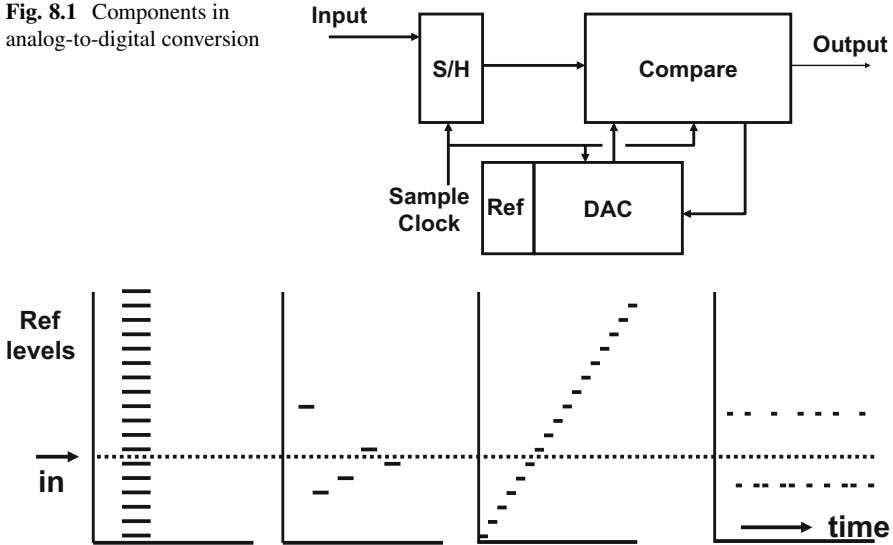 Fig. 8.1 Components in
analog-to-digital conversion
Input
S/H
Compare
Output
Sample
Clock
Ref
DAC
Ref
levels
in
time